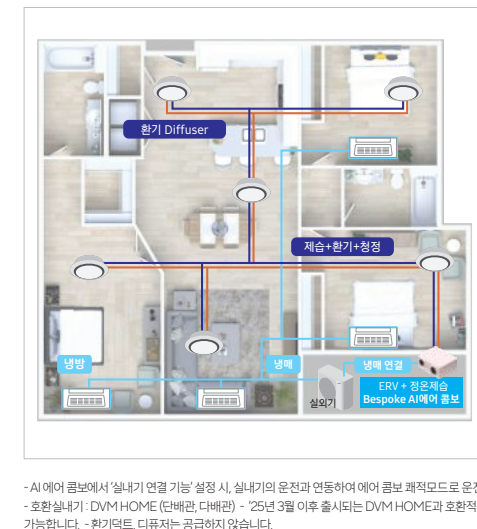 환기 Diffuser
제습+환기+청정
냉방
냉매
냉매 연결
실외기
ERV + 정온제습
Bespoke AI에어 콤보
- AI 에어 콤보에서 '실내기 연결 기능' 설정 시, 실내기의 운전과 연동하여 에어 콤보 쾌적모드로 운전
- 호환실내기 : DVM HOME (단배관, 다배관) - '25년 3월 이후 출시되는 DVM HOME과 호환적
가능합니다. - 환기덕트, 디퓨저는 공급하지 않습니다.